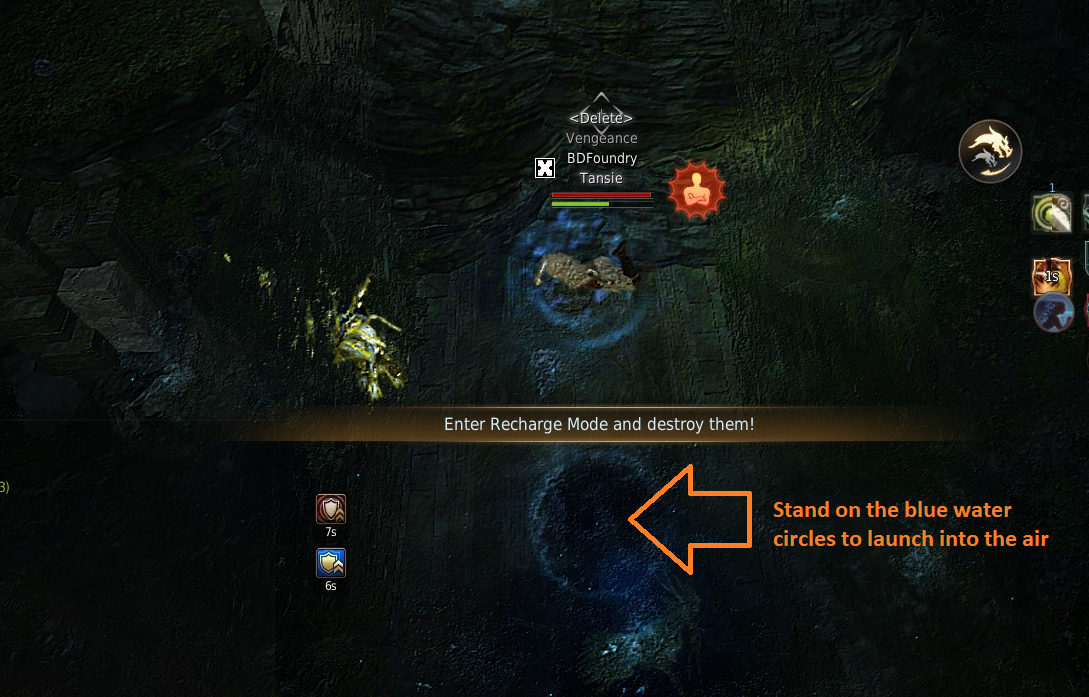 <Delete>
Vengeance
BDFoundry
Tansie
1
1s
Enter Recharge Mode and destroy them!
3)
7s
Stand on the blue water
circles to launch into the air
6s